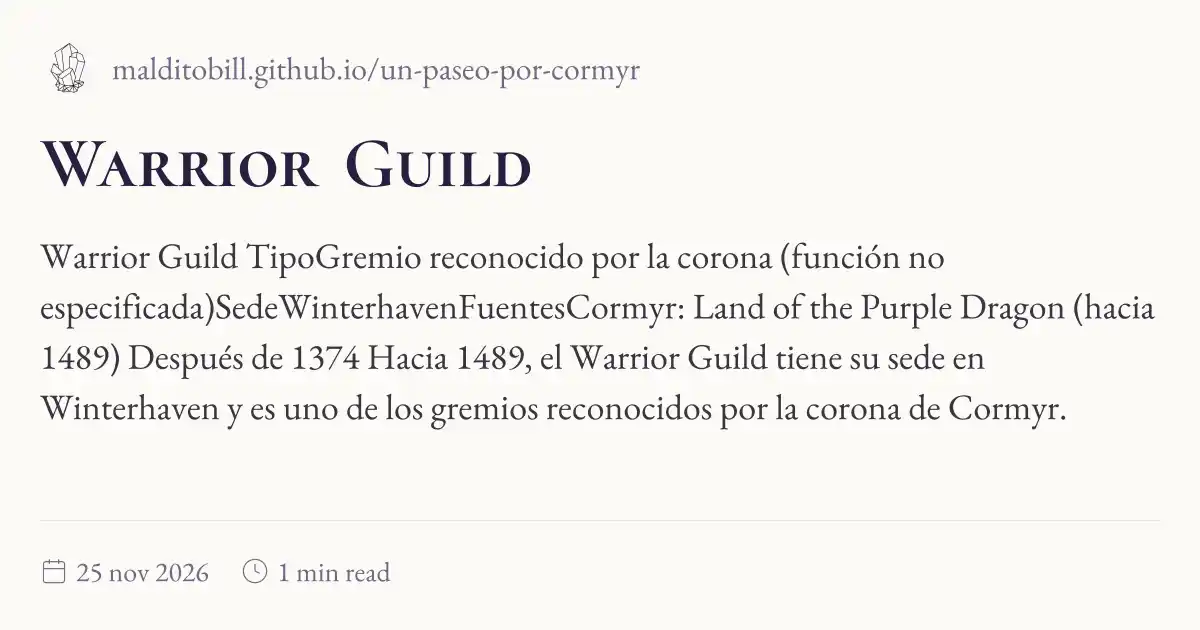 malditobill.github.io/un-paseo-por-cormyr
Warrior Guild
Warrior Guild TipoGremio reconocido por la corona (función no
especificada)SedeWinterhavenFuentesCormyr: Land of the Purple Dragon (hacia
1489) Después de 1374 Hacia 1489, el Warrior Guild tiene su sede en
Winterhaven y es uno de los gremios reconocidos por la corona de Cormyr.
25 nov 2026 1 min read